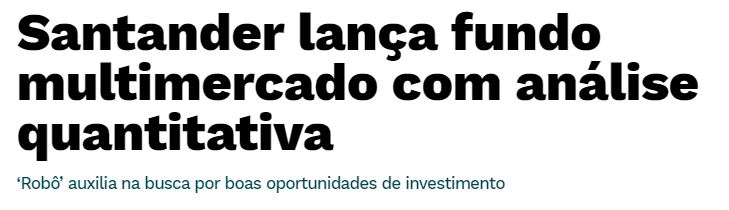 Santander lança fundo
multimercado com análise
quantitativa
‘Robô’ auxilia na busca por boas oportunidades de investimento